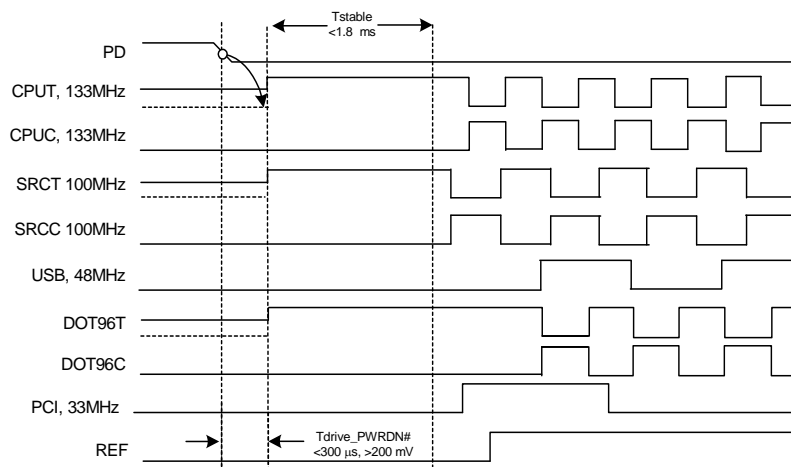 Tstable
<1.8 ms
PD
CPUT, 133MHz
CPUC, 133MHz
SRCT 100MHz
SRCC 100MHz
USB, 48MHz
DOT96T
DOT96C
PCI, 33MHz
REF
Tdrive_PWRDN#
<300 µs, >200 mV